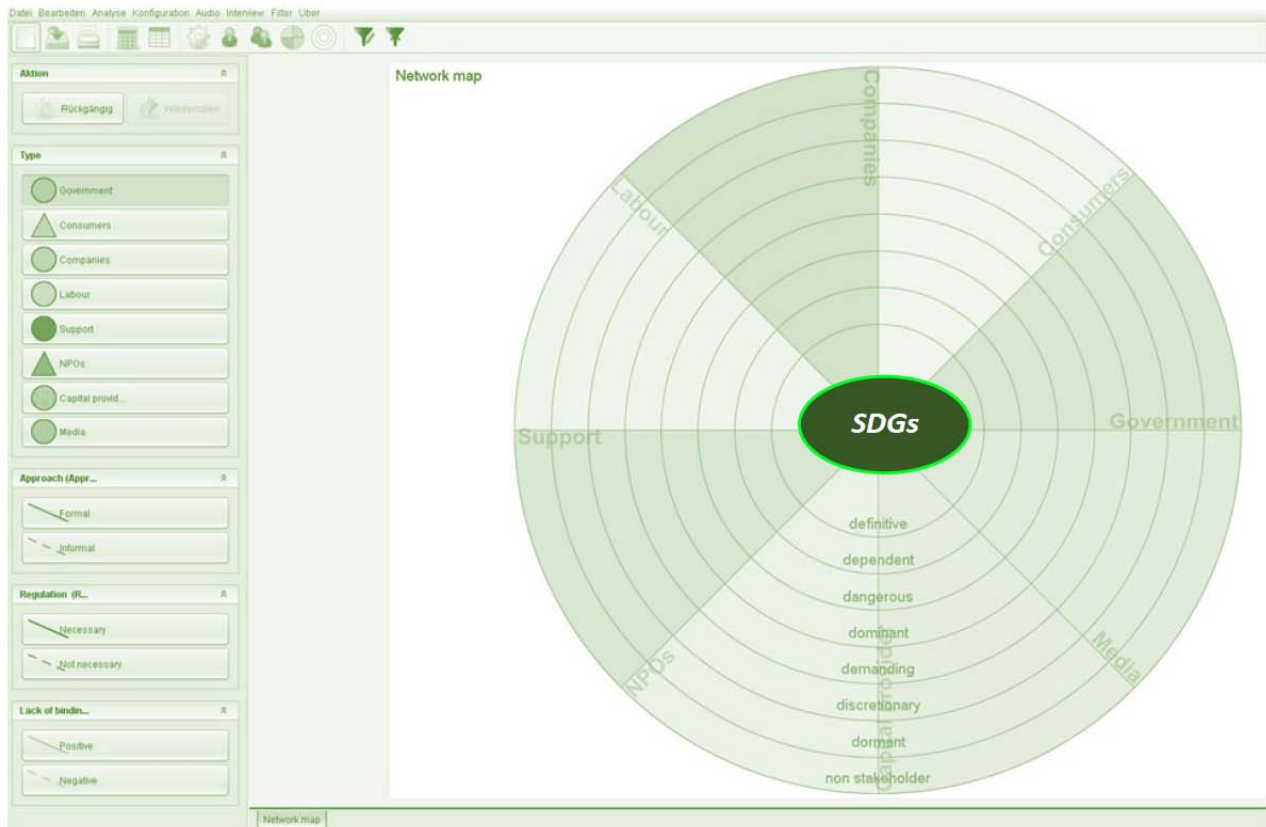 Datei Bearbeiten Analyse Konfiguration Audio Interview Filter Über
Aktion
Rückgängig Wiederholen
Type
Government
Consumers
Companies
Labour
Support
NPOs
Capital provid...
Media
Approach (Appr...
Formal
Informal
Regulation (R...
Necessary
Not necessary
Lack of bindin...
Positive
Negative
Network map
Companies
Consumers
Labour
Support
SDGs
Government
NPOs
Media
Capital Provider
definitive
dependent
dangerous
dominant
demanding
discretionary
dormant
non stakeholder
Network map